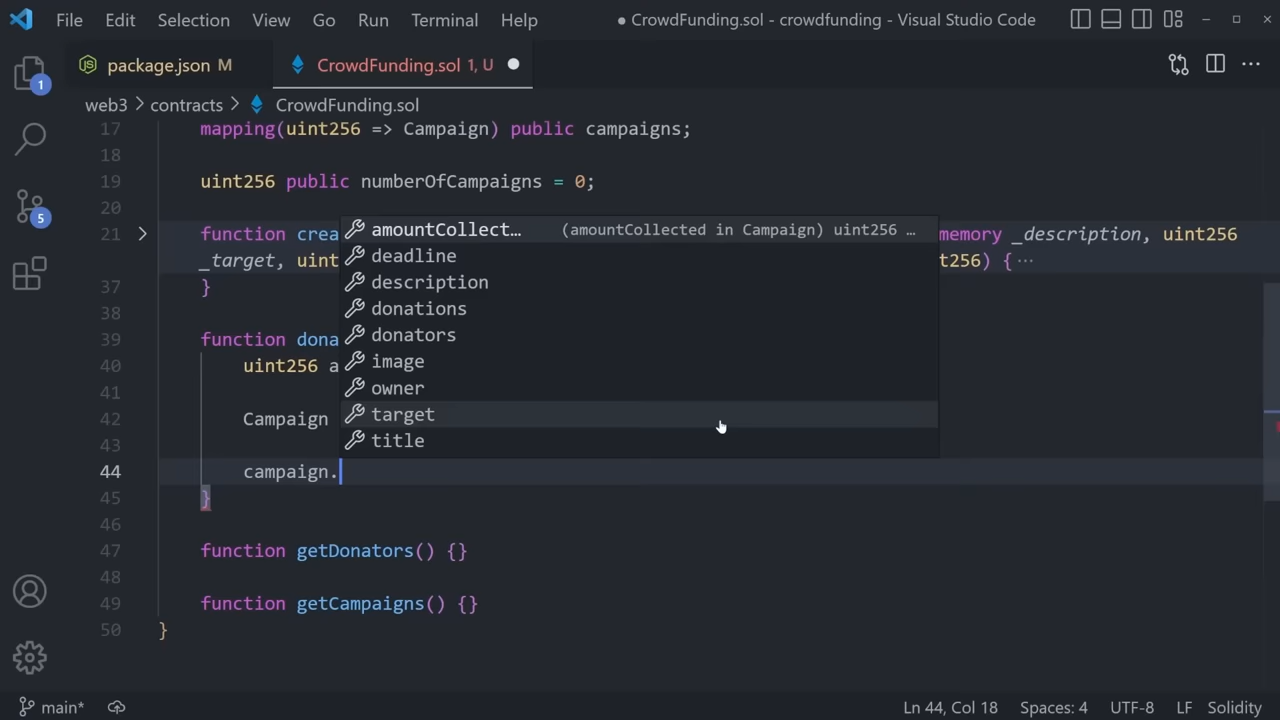 File Edit Selection View Go Run Terminal Help ● CrowdFunding.sol - crowdfunding - Visual Studio Code
package.json M CrowdFunding.sol 1, U
web3 > contracts > CrowdFunding.sol
1
5
17 mapping(uint256 => Campaign) public campaigns;
18
19 uint256 public numberOfCampaigns = 0;
20
21 function crea memory _description, uint256
_target, uint t256) { ···
37 }
38
39 function dona
40 uint256 a
41
42 Campaign
43
44 campaign.
45 }
46
47 function getDonators() {}
48
49 function getCampaigns() {}
50 }
amountCollect… (amountCollected in Campaign) uint256 …
deadline
description
donations
donators
image
owner
target
title
main* Ln 44, Col 18 Spaces: 4 UTF-8 LF Solidity